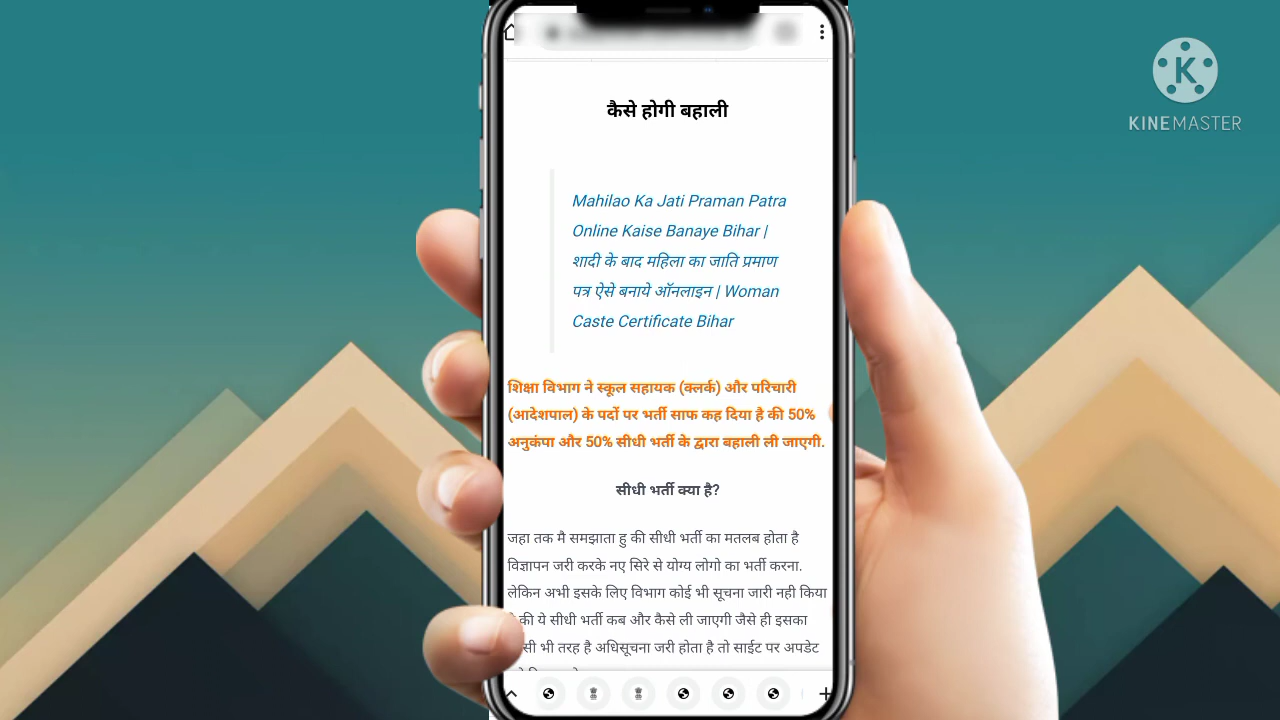 कैसे होगी बहाली
KINEMASTER
Mahilao Ka Jati Praman Patra
Online Kaise Banaye Bihar |
शादी के बाद महिला का जाति प्रमाण
पत्र ऐसे बनाये ऑनलाइन | Woman
Caste Certificate Bihar
शिक्षा विभाग ने स्कूल सहायक (क्लर्क) और परिचारी
(आदेशपाल) के पदों पर भर्ती साफ कह दिया है की 50%
अनुकंपा और 50% सीधी भर्ती के द्वारा बहाली ली जाएगी.
सीधी भर्ती क्या है?
जहा तक मै समझाता हु की सीधी भर्ती का मतलब होता है
विज्ञापन जरी करके नए सिरे से योग्य लोगो का भर्ती करना.
लेकिन अभी इसके लिए विभाग कोई भी सूचना जारी नही किया
की ये सीधी भर्ती कब और कैसे ली जाएगी जैसे ही इसका
भी तरह है अधिसूचना जरी होता है तो साईट पर अपडेट